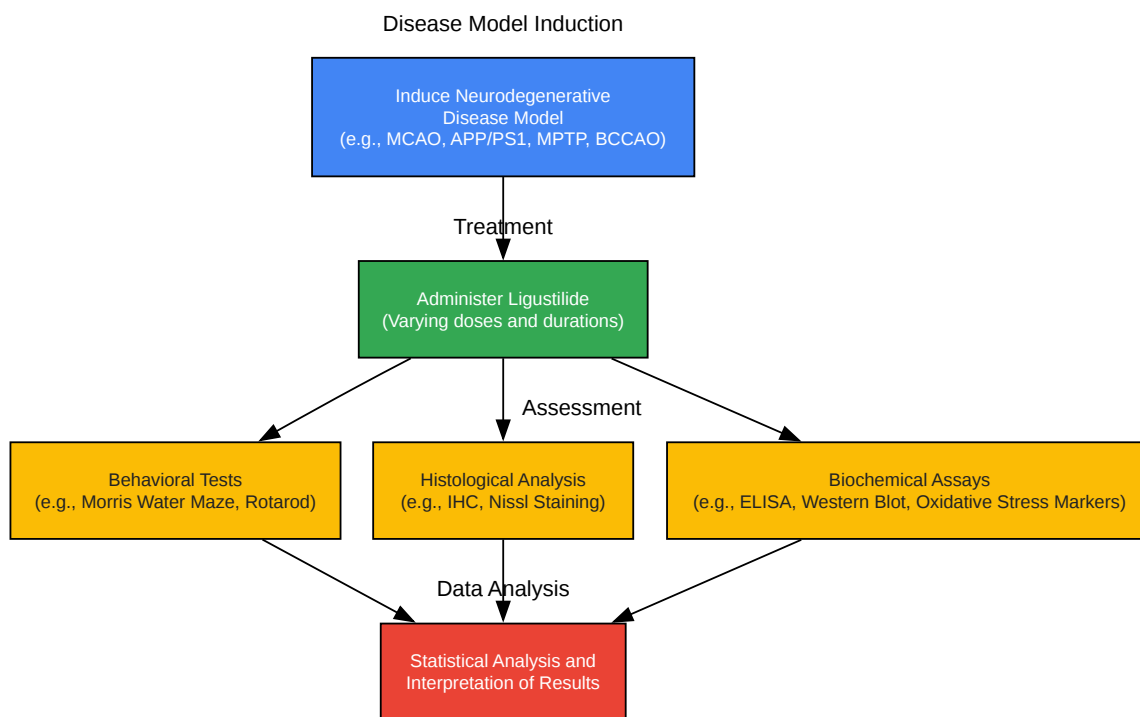 Disease Model Induction
Induce Neurodegenerative
Disease Model
(e.g., MCAO, APP/PS1, MPTP, BCCAO)
Treatment
Administer Ligustilide
(Varying doses and durations)
Assessment
Behavioral Tests
(e.g., Morris Water Maze, Rotarod)
Histological Analysis
(e.g., IHC, Nissl Staining)
Biochemical Assays
(e.g., ELISA, Western Blot, Oxidative Stress Markers)
Data Analysis
Statistical Analysis and
Interpretation of Results